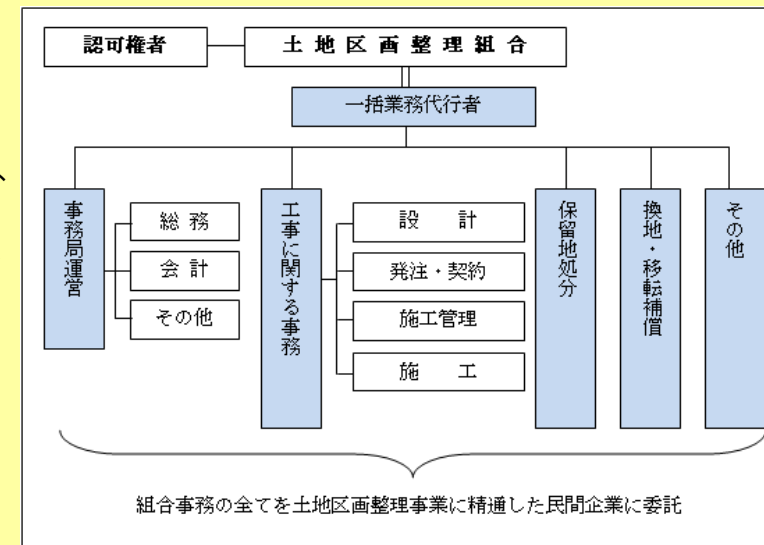 認可権者
土地区画整理組合
一括業務代行者
事務局運営
総務
会計
その他
工事に関する事務
設計
発注・契約
施工管理
施工
保留地処分
換地・移転補償
その他
組合事務の全てを土地区画整理事業に精通した民間企業に委託